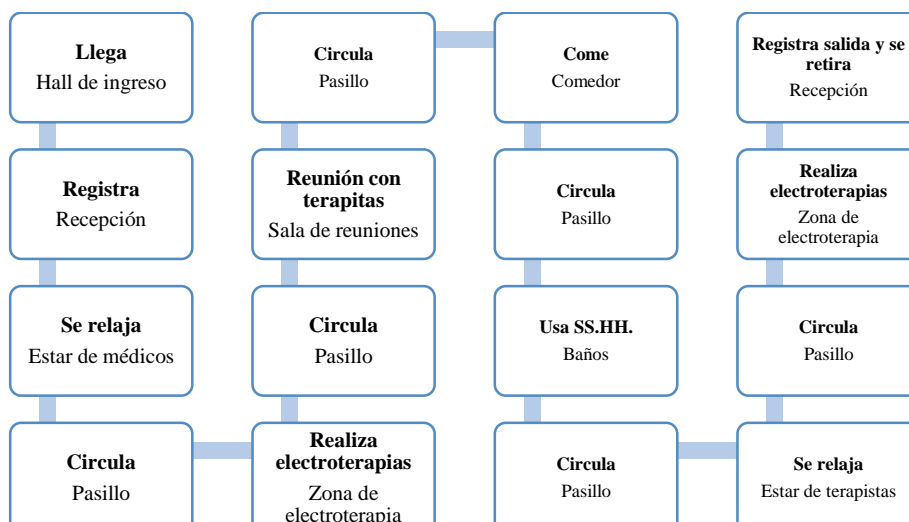 Llega
Hall de ingreso
Registra
Recepción
Se relaja
Estar de médicos
Circula
Pasillo
Realiza
electroterapias
Zona de
electroterapia
Circula
Pasillo
Reunión con
terapitas
Sala de reuniones
Circula
Pasillo
Come
Comedor
Circula
Pasillo
Usa SS.HH.
Baños
Circula
Pasillo
Se relaja
Estar de terapistas
Circula
Pasillo
Realiza
electroterapias
Zona de
electroterapia
Registra salida y se
retira
Recepción